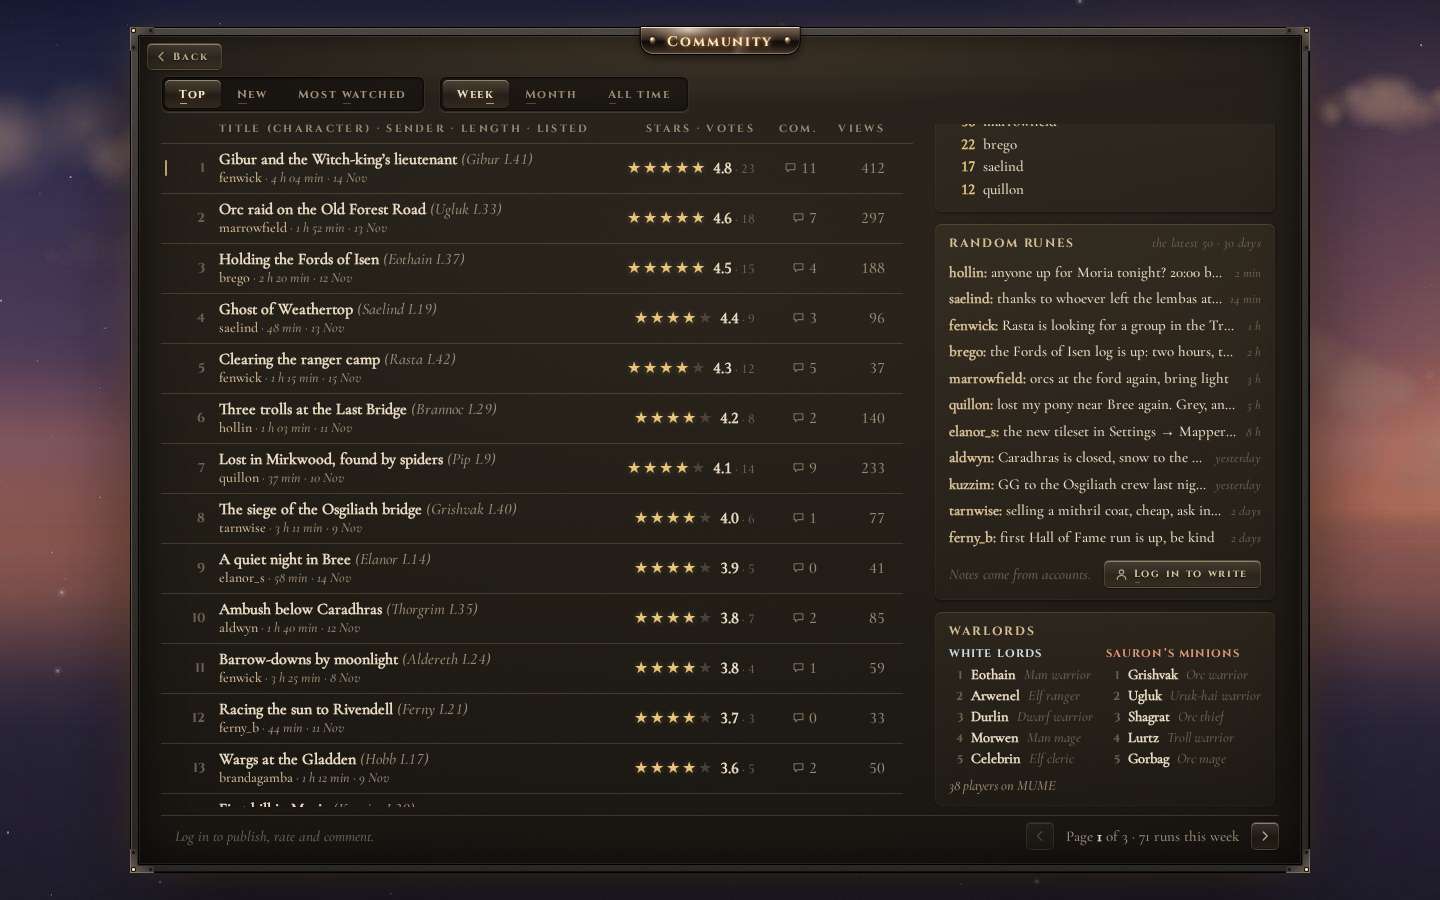 Community
Back
Top New Most watched Week Month All time
Title (Character) · Sender · Length · Listed Stars · Votes Com. Views
1 Gibur and the Witch-king's lieutenant (Gibur L41) 4.8 · 23 11 412
fenwick · 4 h 04 min · 14 Nov
2 Orc raid on the Old Forest Road (Ugluk L33) 4.6 · 18 7 297
marrowfield · 1 h 52 min · 13 Nov
3 Holding the Fords of Isen (Eothain L37) 4.5 · 15 4 188
brego · 2 h 20 min · 12 Nov
4 Ghost of Weathertop (Saelind L19) 4.4 · 9 3 96
saelind · 48 min · 13 Nov
5 Clearing the ranger camp (Rasta L42) 4.3 · 12 5 37
fenwick · 1 h 15 min · 15 Nov
6 Three trolls at the Last Bridge (Brannoc L29) 4.2 · 8 2 140
hollin · 1 h 03 min · 11 Nov
7 Lost in Mirkwood, found by spiders (Pip L9) 4.1 · 14 9 233
quillon · 37 min · 10 Nov
8 The siege of the Osgiliath bridge (Grishvak L40) 4.0 · 6 1 77
tarnwise · 3 h 11 min · 9 Nov
9 A quiet night in Bree (Elanor L14) 3.9 · 5 0 41
elanor_s · 58 min · 14 Nov
10 Ambush below Caradhras (Thorgrim L35) 3.8 · 7 2 85
aldwyn · 1 h 40 min · 12 Nov
11 Barrow-downs by moonlight (Aldereth L24) 3.8 · 4 1 59
fenwick · 3 h 25 min · 8 Nov
12 Racing the sun to Rivendell (Ferny L21) 3.7 · 3 0 33
ferny_b · 44 min · 11 Nov
13 Wargs at the Gladden (Hobb L17) 3.6 · 5 2 50
brandagamba · 1 h 12 min · 9 Nov
22 brego
17 saelind
12 quillon
Random Runes the latest 50 · 30 days
hollin: anyone up for Moria tonight? 20:00 b... 2 min
saelind: thanks to whoever left the lembas at... 14 min
fenwick: Rasta is looking for a group in the Tr... 1 h
brego: the Fords of Isen log is up: two hours, t... 2 h
marrowfield: orcs at the ford again, bring light 3 h
quillon: lost my pony near Bree again. Grey, an... 5 h
elanor_s: the new tileset in Settings → Mapper... 8 h
aldwyn: Caradhras is closed, snow to the ... yesterday
kuzzim: GG to the Osgiliath crew last nig... yesterday
tarnwise: selling a mithril coat, cheap, ask in... 2 days
ferny_b: first Hall of Fame run is up, be kind 2 days
Notes come from accounts. Log in to write
Warlords
White Lords Sauron's Minions
1 Eothain Man warrior 1 Grishvak Orc warrior
2 Arwenel Elf ranger 2 Ugluk Uruk-hai warrior
3 Durlin Dwarf warrior 3 Shagrat Orc thief
4 Morwen Man mage 4 Lurtz Troll warrior
5 Celebrin Elf cleric 5 Gorbag Orc mage
38 players on MUME
Log in to publish, rate and comment.
Page 1 of 3 · 71 runs this week